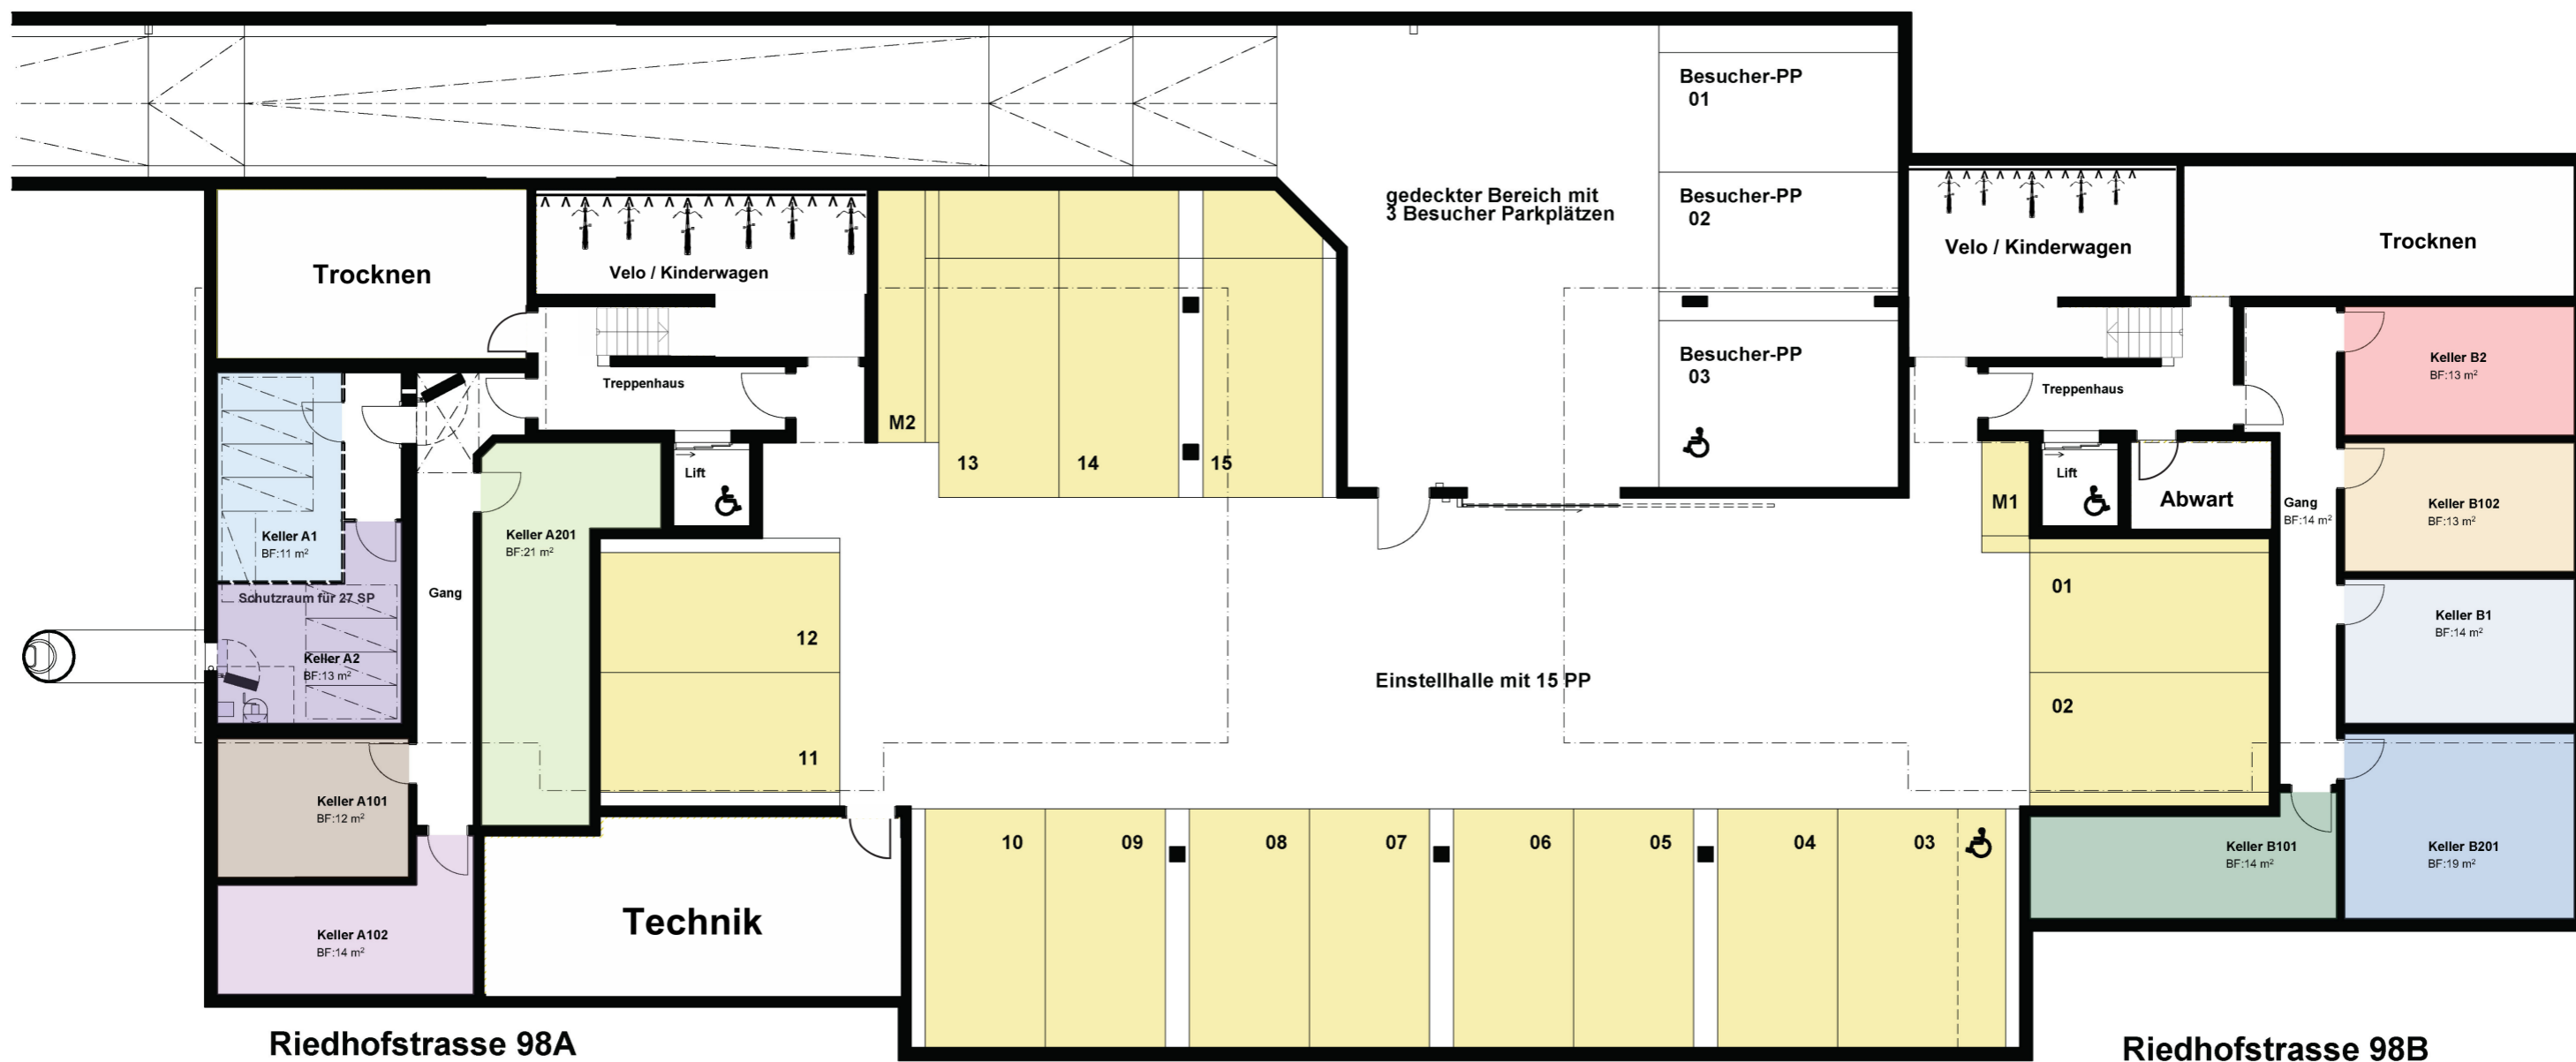 Besucher-PP
01
gedeckter Bereich mit
3 Besucher Parkplätzen
Besucher-PP
02
Besucher-PP
03
Velo / Kinderwagen
Trocknen
Trocknen
Velo / Kinderwagen
Treppenhaus
Treppenhaus
Keller B2
BF:13 m²
M2
13
14
15
Lift
Lift
M1
Abwart
Gang
BF:14 m²
Keller B102
BF:13 m²
Keller A1
BF:11 m²
Keller A201
BF:21 m²
Gang
Schutzraum für 27 SP
Keller A2
BF:13 m²
12
11
Einstellhalle mit 15 PP
01
02
Keller B1
BF:14 m²
Keller A101
BF:12 m²
Keller A102
BF:14 m²
Technik
10
09
08
07
06
05
04
03
Keller B101
BF:14 m²
Keller B201
BF:19 m²
Riedhofstrasse 98A
Riedhofstrasse 98B